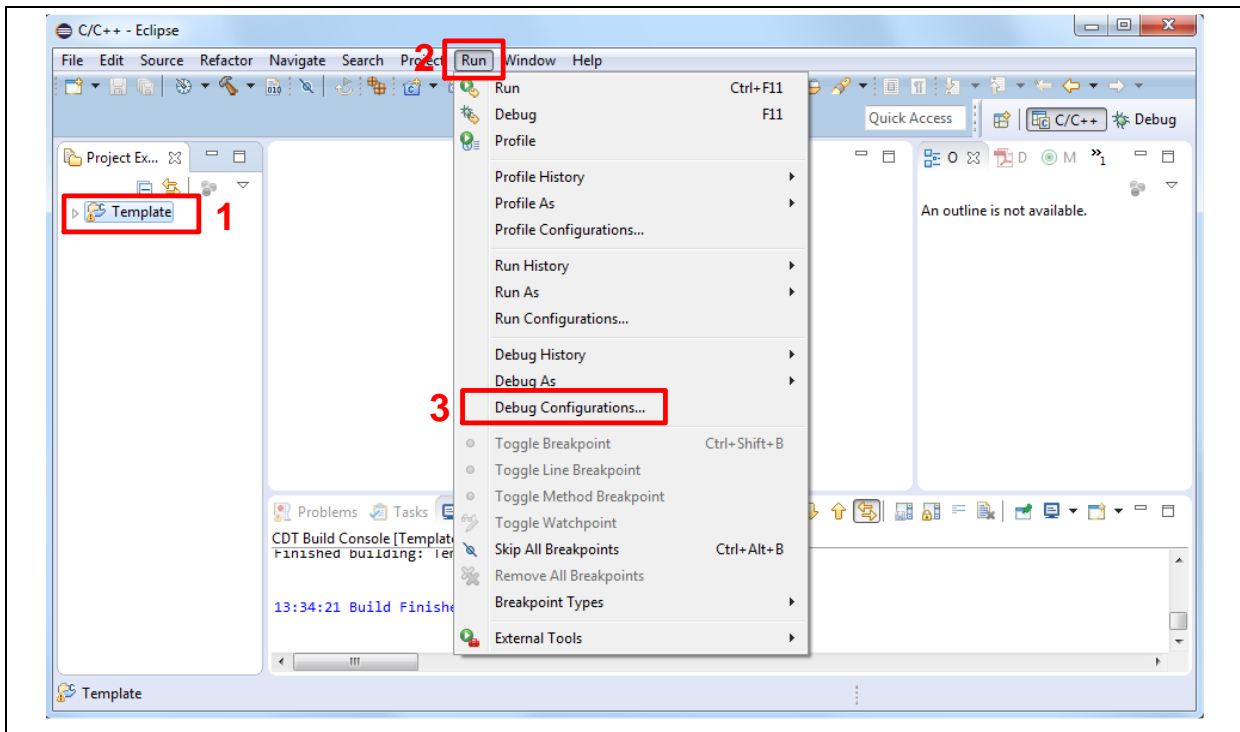 C/C++ - Eclipse
File Edit Source Refactor Navigate Search Project Run Window Help
2
Run Ctrl+F11
Debug F11
Profile
Profile History
Profile As
Profile Configurations...
Run History
Run As
Run Configurations...
Debug History
Debug As
3 Debug Configurations...
Toggle Breakpoint Ctrl+Shift+B
Toggle Line Breakpoint
Toggle Method Breakpoint
Toggle Watchpoint
Skip All Breakpoints Ctrl+Alt+B
Remove All Breakpoints
Breakpoint Types
External Tools
Quick Access C/C++ Debug
Project Ex...
Template 1
O D M »1
An outline is not available.
Problems Tasks
CDT Build Console [Template
Finished building: Tem
13:34:21 Build Finishe
Template